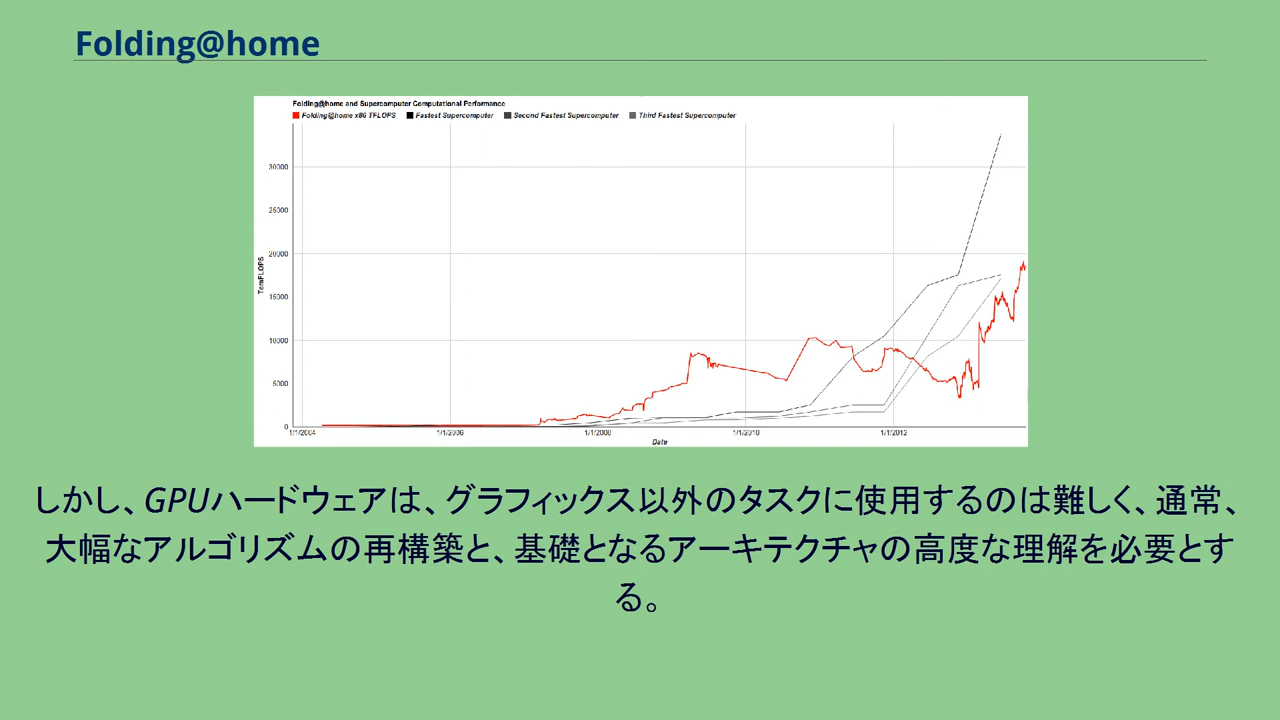 Folding@home
Folding@home and Supercomputer Computational Performance
Folding@home x86 TFLOPS Fastest Supercomputer Second Fastest Supercomputer Third Fastest Supercomputer
30000
25000
20000
15000
10000
5000
0
TeraFLOPS
1/1/2004 1/1/2006 1/1/2008 1/1/2010 1/1/2012
Date
しかし、GPUハードウェアは、グラフィックス以外のタスクに使用するのは難しく、通常、
大幅なアルゴリズムの再構築と、基礎となるアーキテクチャの高度な理解を必要とす
る。